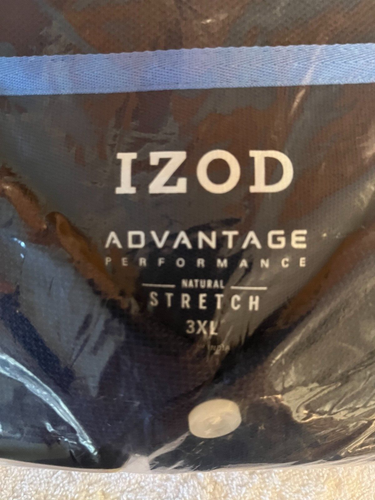 IZOD
ADVANTAGE
PERFORMANCE
NATURAL
STRETCH
3XL